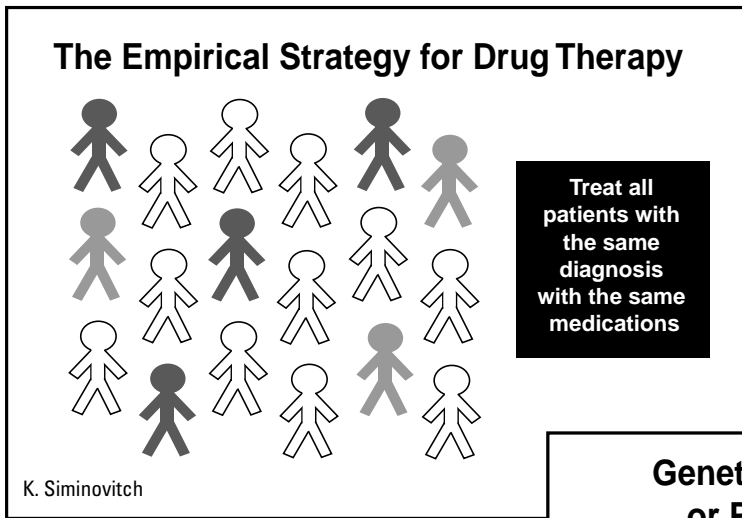 The Empirical Strategy for Drug Therapy
Treat all
patients with
the same
diagnosis
with the same
medications
K. Siminovitch
Genet
or